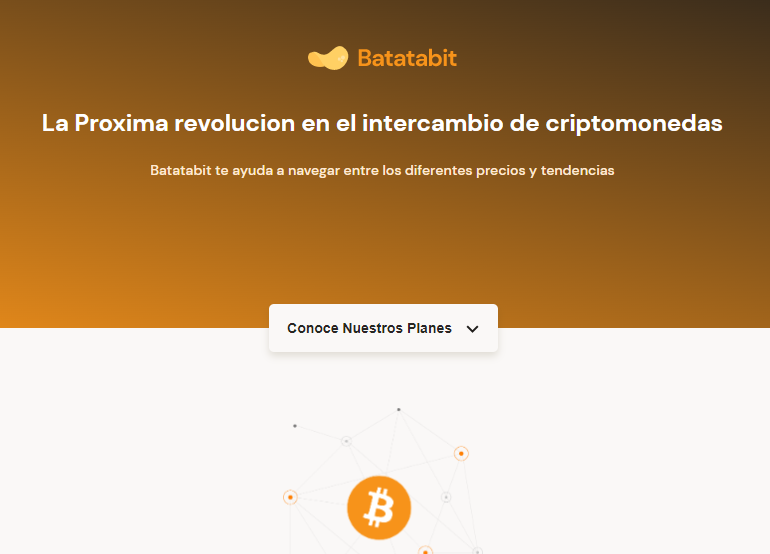 Batatabit
La Proxima revolucion en el intercambio de criptomonedas
Batatabit te ayuda a navegar entre los diferentes precios y tendencias
Conoce Nuestros Planes